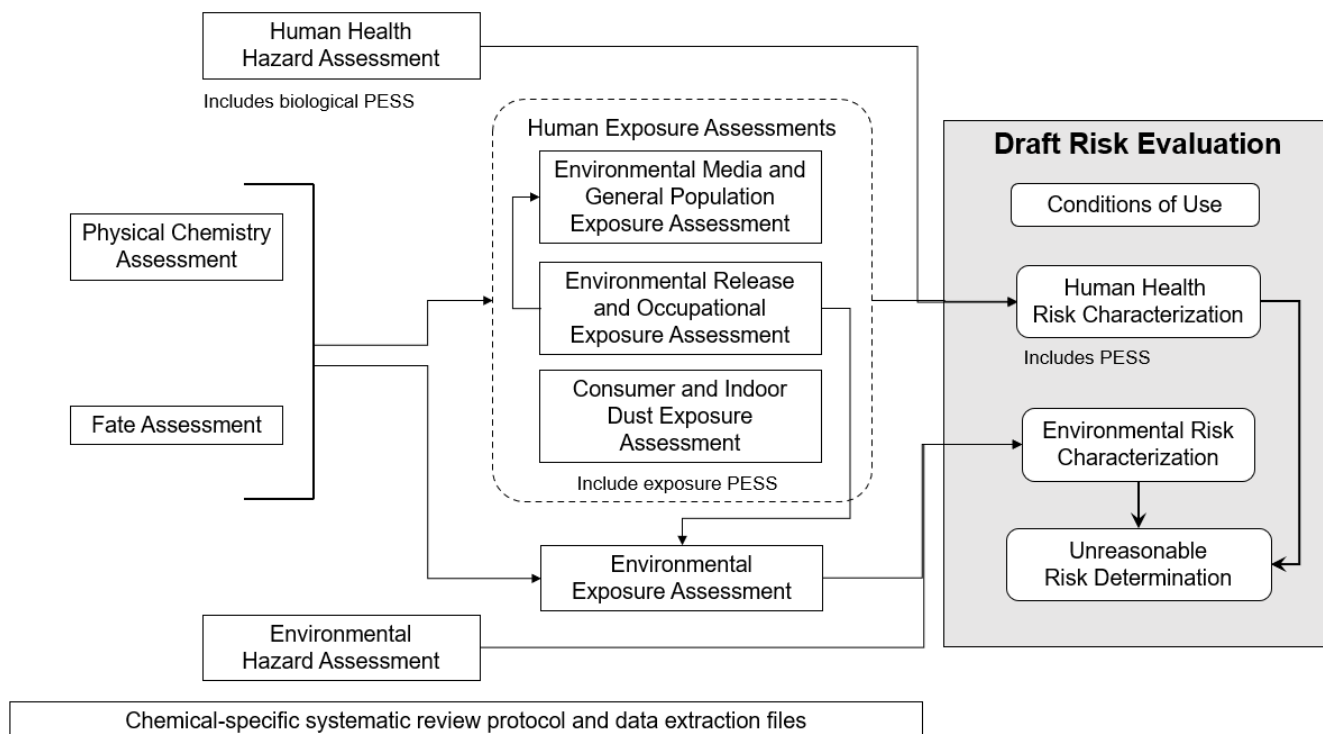 Human Health
Hazard Assessment
Includes biological PESS
Physical Chemistry
Assessment
Fate Assessment
Human Exposure Assessments
Environmental Media and
General Population
Exposure Assessment
Environmental Release
and Occupational
Exposure Assessment
Consumer and Indoor
Dust Exposure
Assessment
Include exposure PESS
Environmental
Exposure Assessment
Environmental
Hazard Assessment
Draft Risk Evaluation
Conditions of Use
Human Health
Risk Characterization
Includes PESS
Environmental Risk
Characterization
Unreasonable
Risk Determination
Chemical-specific systematic review protocol and data extraction files